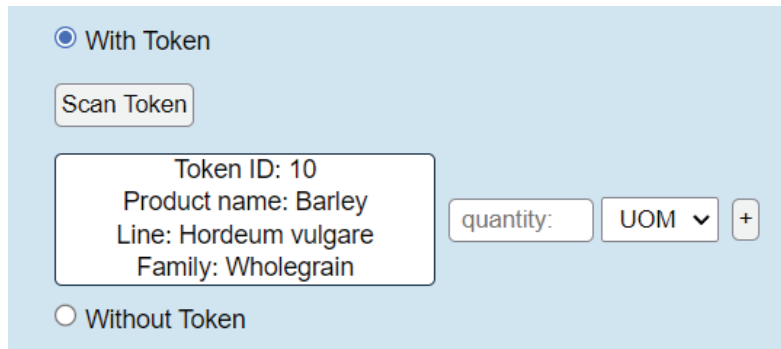 With Token
Scan Token
Token ID: 10
Product name: Barley
Line: Hordeum vulgare
Family: Wholegrain
quantity: UOM +
Without Token